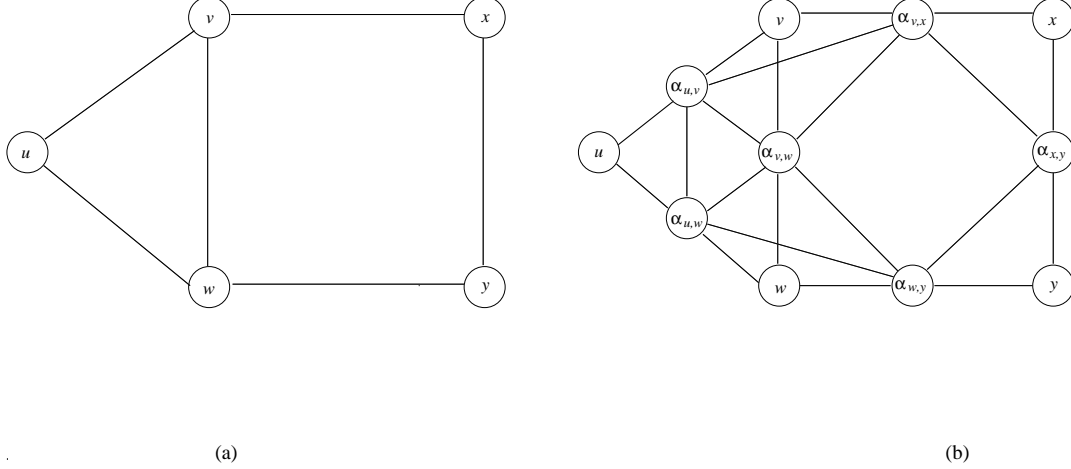 v x v α_{v,x} x
α_{u,v}
u u α_{v,w} α_{x,y}
α_{u,w}
w y w α_{w,y} y
(a) (b)